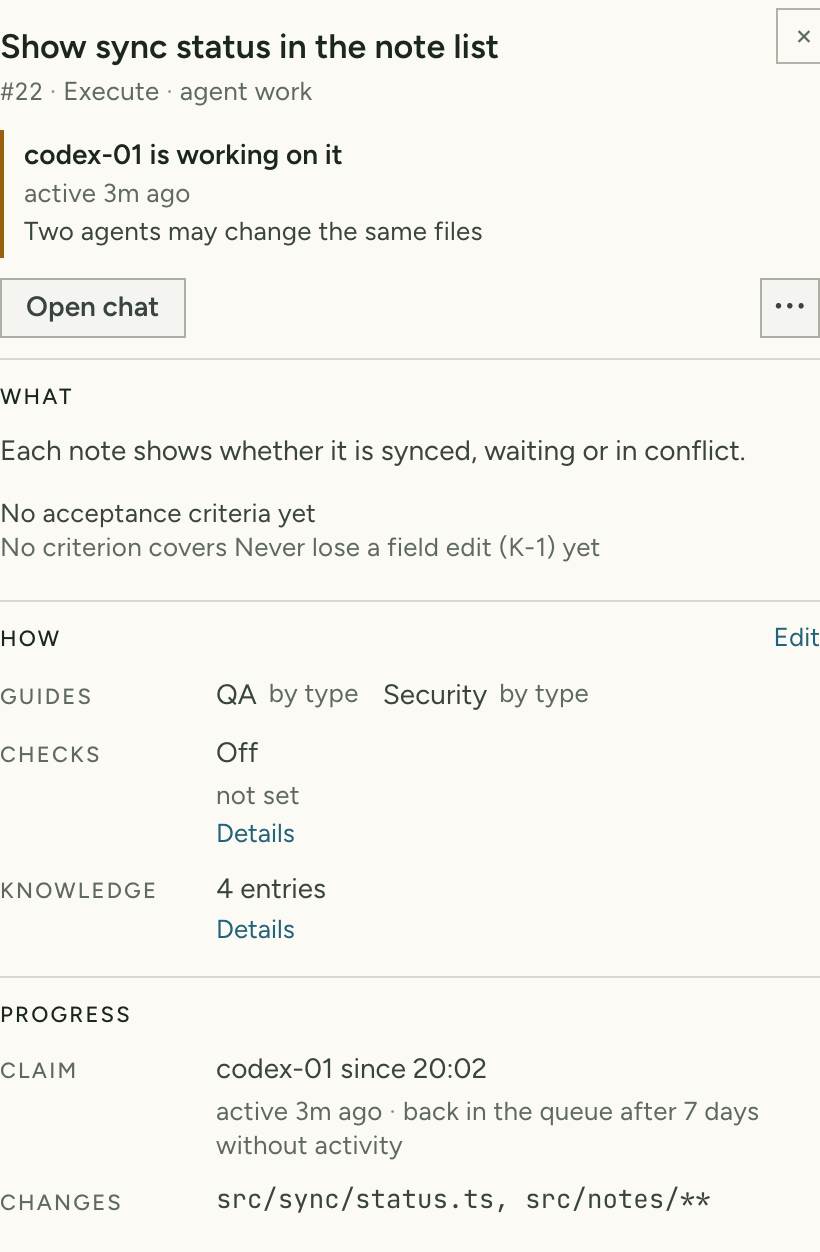 Show sync status in the note list
×
#22 · Execute · agent work
codex-01 is working on it
active 3m ago
Two agents may change the same files
Open chat
•••
WHAT
Each note shows whether it is synced, waiting or in conflict.
No acceptance criteria yet
No criterion covers Never lose a field edit (K-1) yet
HOW
Edit
GUIDES
QA by type Security by type
CHECKS
Off
not set
Details
KNOWLEDGE
4 entries
Details
PROGRESS
CLAIM
codex-01 since 20:02
active 3m ago · back in the queue after 7 days
without activity
CHANGES
src/sync/status.ts, src/notes/**